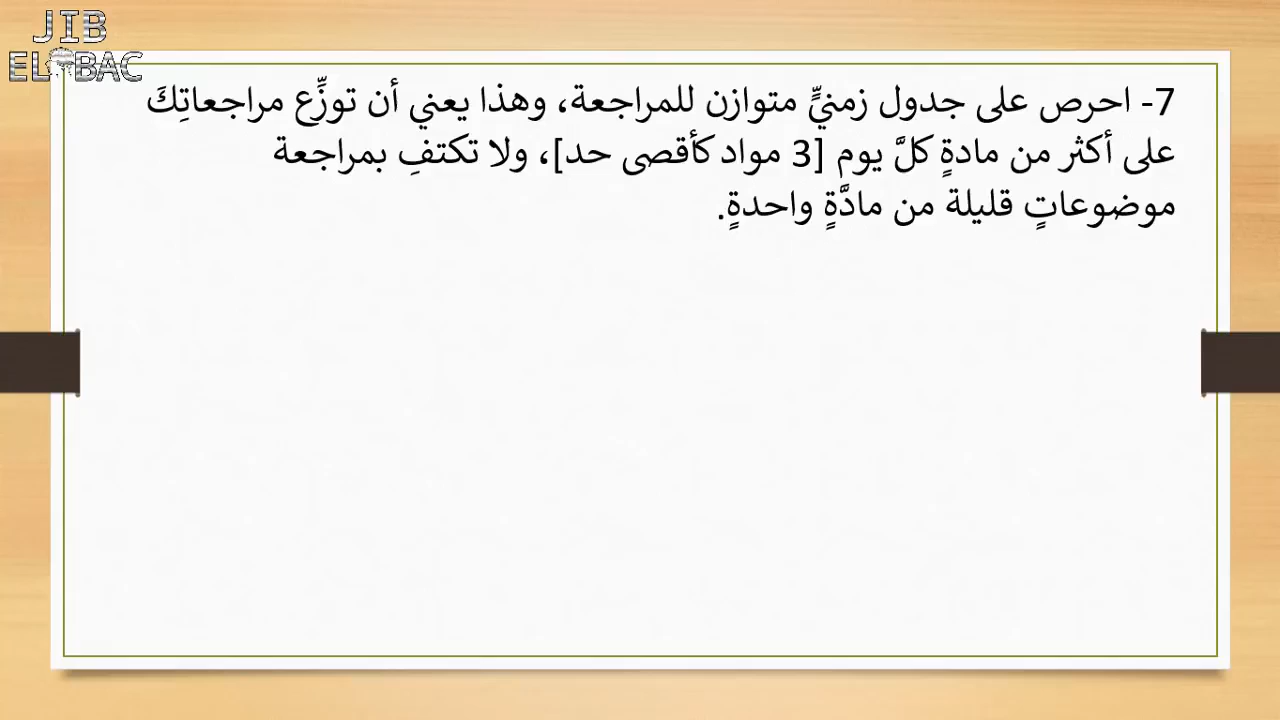 JIB
EL BAC
7- احرص على جدول زمنيٍّ متوازن للمراجعة، وهذا يعني أن توزِّع مراجعاتِكَ
على أكثر من مادةٍ كلَّ يوم [3 مواد كأقصى حد]، ولا تكتفِ بمراجعة
موضوعاتٍ قليلة من مادَّةٍ واحدةٍ.